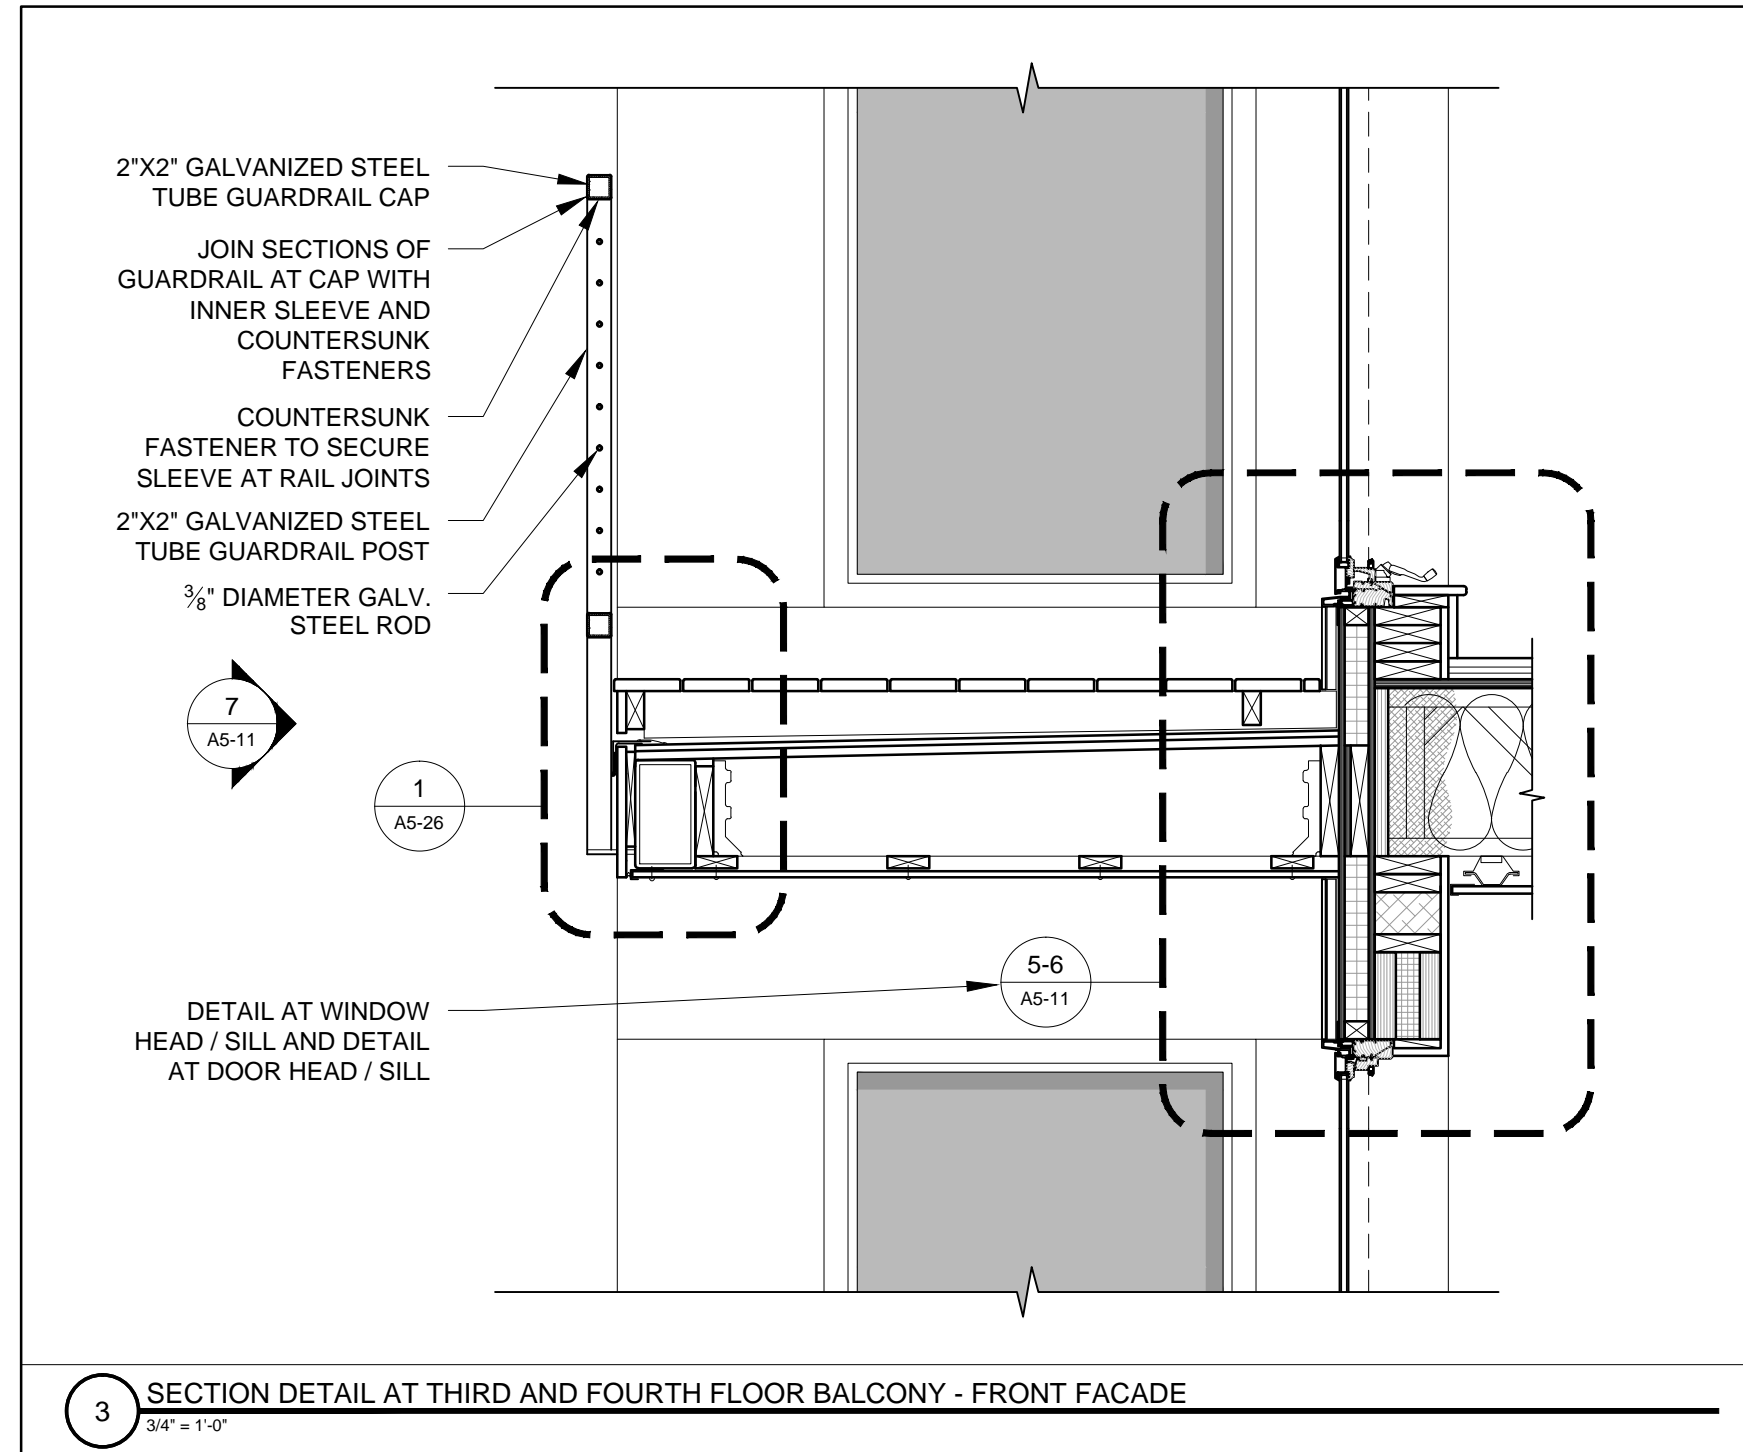 2"X2" GALVANIZED STEEL
TUBE GUARDRAIL CAP
JOIN SECTIONS OF
GUARDRAIL AT CAP WITH
INNER SLEEVE AND
COUNTERSUNK
FASTENERS
COUNTERSUNK
FASTENER TO SECURE
SLEEVE AT RAIL JOINTS
2"X2" GALVANIZED STEEL
TUBE GUARDRAIL POST
3/8" DIAMETER GALV.
STEEL ROD
7
A5-11
1
A5-26
5-6
A5-11
DETAIL AT WINDOW
HEAD / SILL AND DETAIL
AT DOOR HEAD / SILL
3
SECTION DETAIL AT THIRD AND FOURTH FLOOR BALCONY - FRONT FACADE
3/4" = 1'-0"